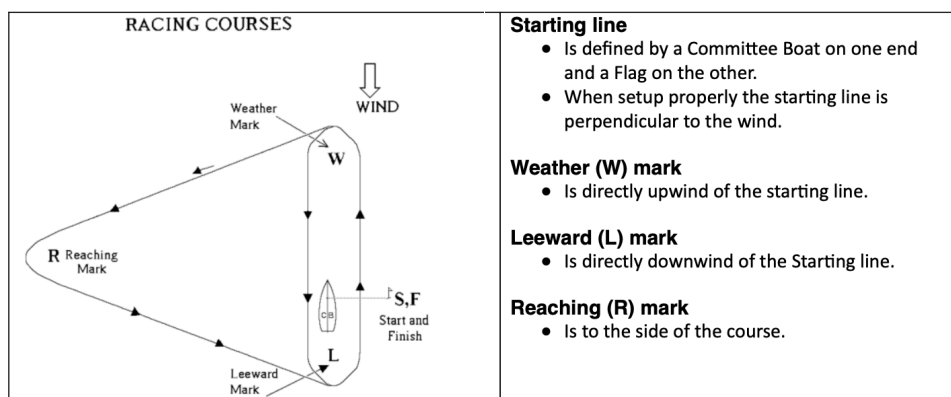 RACING COURSES
WIND
Weather
Mark
W
R Reaching
Mark
S,F
Start and
Finish
CB
L
Leeward
Mark
Starting line
• Is defined by a Committee Boat on one end
and a Flag on the other.
• When setup properly the starting line is
perpendicular to the wind.
Weather (W) mark
• Is directly upwind of the starting line.
Leeward (L) mark
• Is directly downwind of the Starting line.
Reaching (R) mark
• Is to the side of the course.